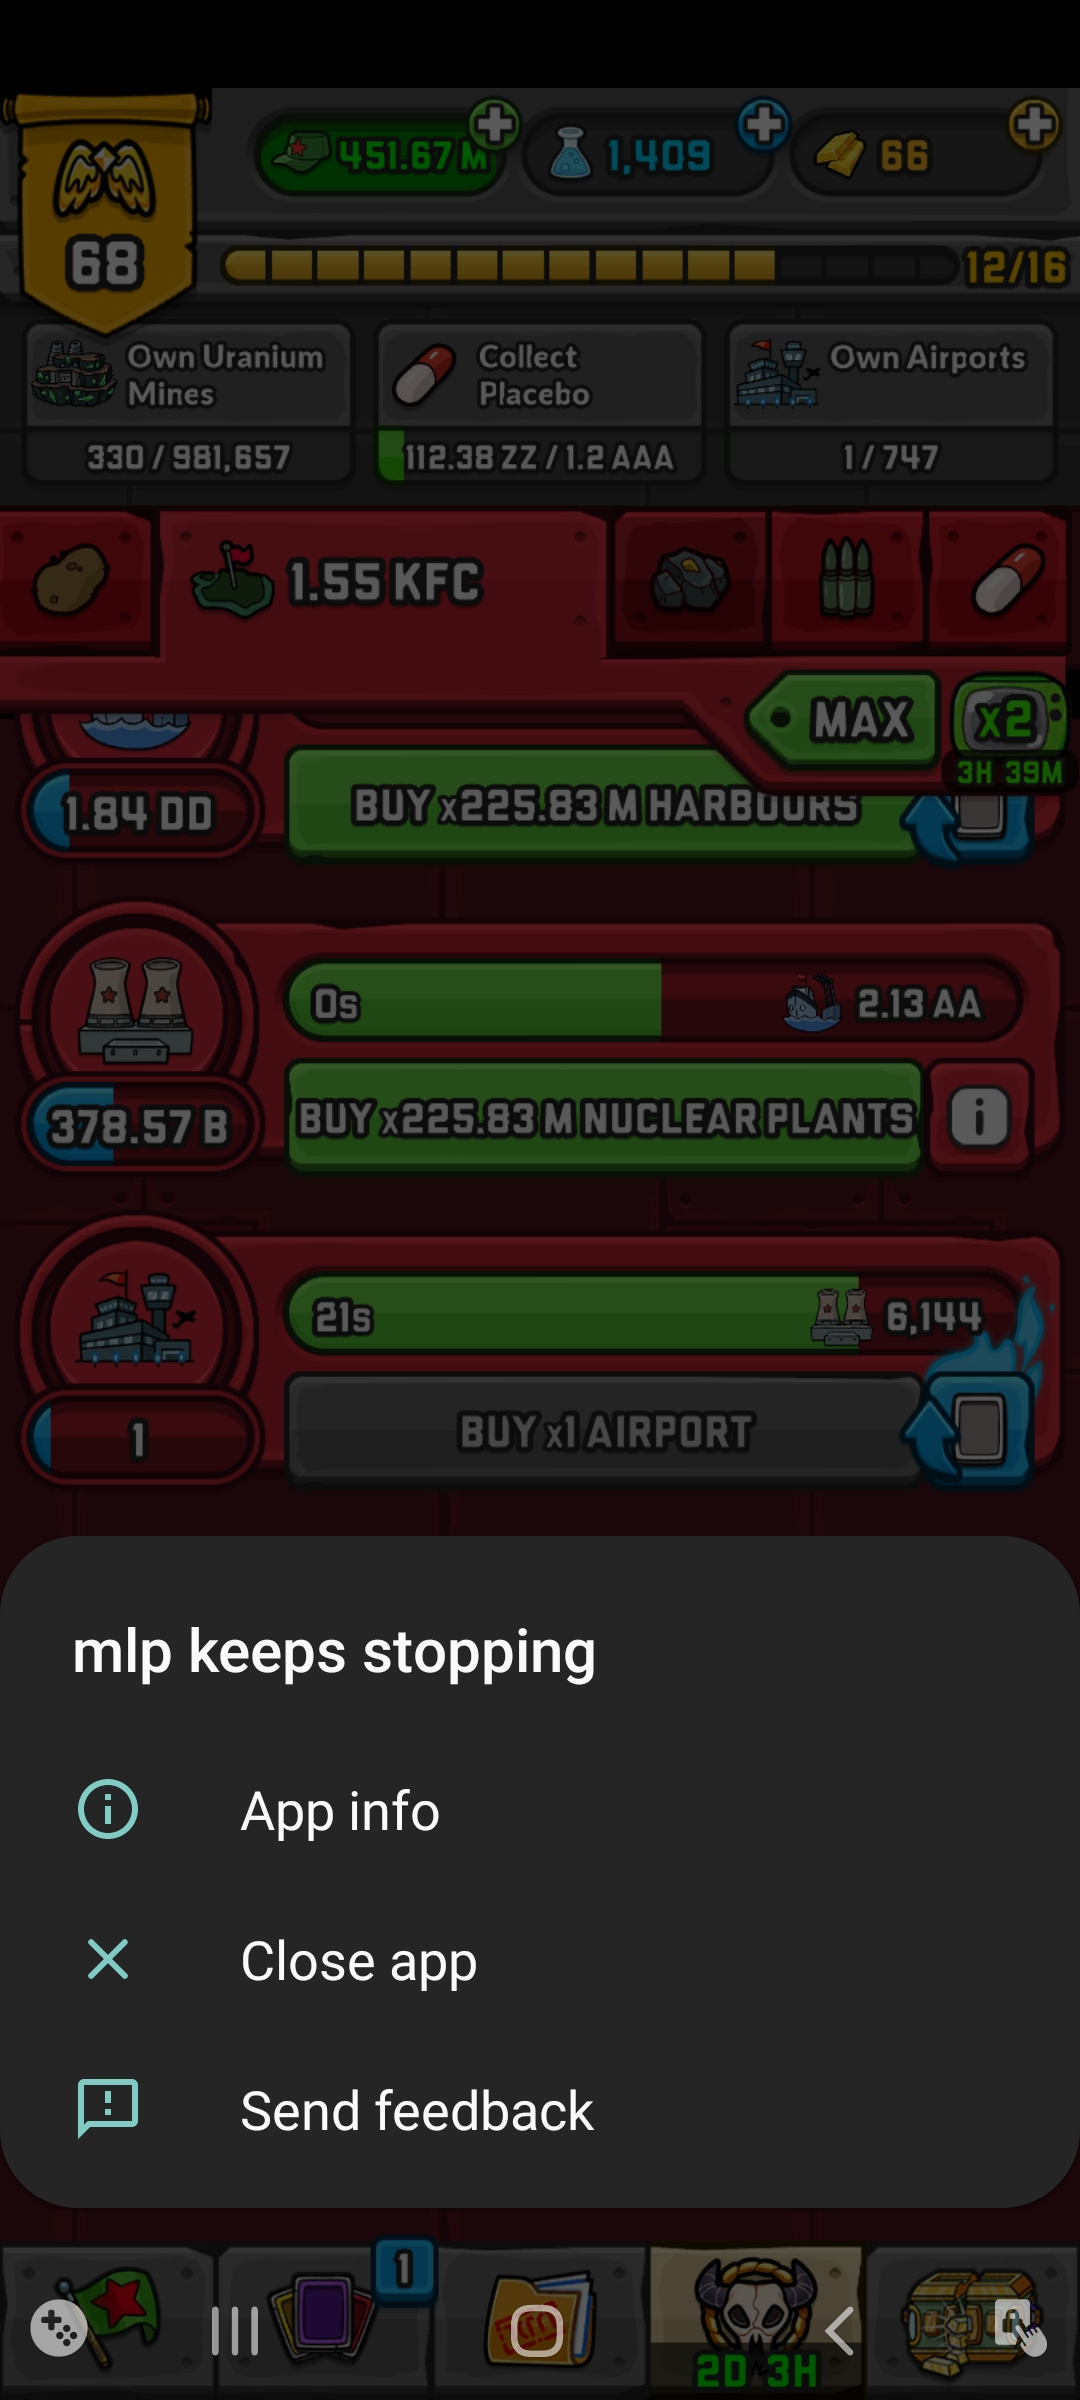 451.67 M
1,409
66
68
12/16
Own Uranium
Mines
330 / 981,657
Collect
Placebo
112.38 ZZ / 1.2 AAA
Own Airports
1 / 747
1.55 KFC
MAX
x2
3H 39M
1.84 DD
BUY x225.83 M HARBOURS
0s
2.13 AA
378.57 B
BUY x225.83 M NUCLEAR PLANTS
i
21s
6,144
1
BUY x1 AIRPORT
mlp keeps stopping
App info
Close app
Send feedback
1
2D 3H